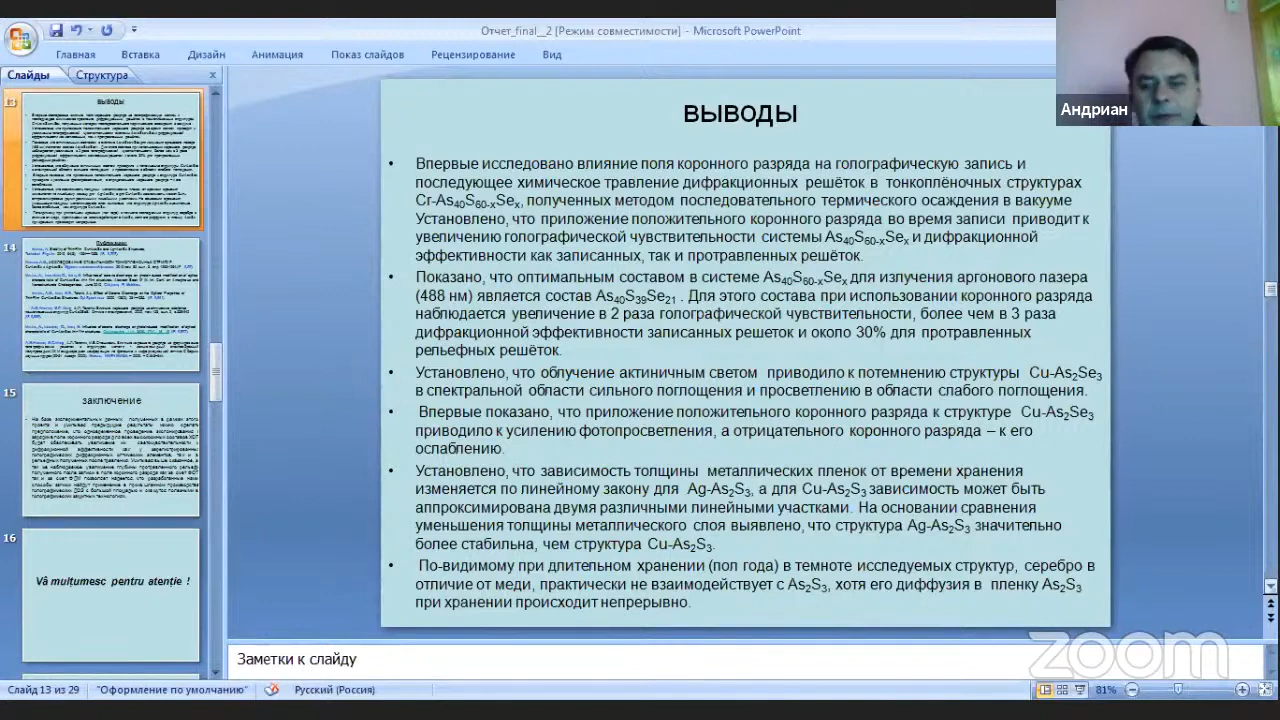 Отчет_final__2 [Режим совместимости] - Microsoft PowerPoint
Главная Вставка Дизайн Анимация Показ слайдов Рецензирование Вид
Слайды Структура x
Андриан
13
выводы
14
Публикации
15
заключение
16
Vă mulțumesc pentru atenție !
выводы
• Впервые исследовано влияние поля коронного разряда на голографическую запись и
последующее химическое травление дифракционных решёток в тонкоплёночных структурах
Cr-As40S60-xSex, полученных методом последовательного термического осаждения в вакууме
Установлено, что приложение положительного коронного разряда во время записи приводит к
увеличению голографической чувствительности системы As40S60-xSex и дифракционной
эффективности как записанных, так и протравленных решёток.
• Показано, что оптимальным составом в системе As40S60-xSex для излучения аргонового лазера
(488 нм) является состав As40S39Se21 . Для этого состава при использовании коронного разряда
наблюдается увеличение в 2 раза голографической чувствительности, более чем в 3 раза
дифракционной эффективности записанных решеток и около 30% для протравленных
рельефных решёток.
• Установлено, что облучение актиничным светом приводило к потемнению структуры Cu-As2Se3
в спектральной области сильного поглощения и просветлению в области слабого поглощения.
• Впервые показано, что приложение положительного коронного разряда к структуре Cu-As2Se3
приводило к усилению фотопросветления, а отрицательного коронного разряда – к его
ослаблению.
• Установлено, что зависимость толщины металлических пленок от времени хранения
изменяется по линейному закону для Ag-As2S3, а для Cu-As2S3 зависимость может быть
аппроксимирована двумя различными линейными участками. На основании сравнения
уменьшения толщины металлического слоя выявлено, что структура Ag-As2S3 значительно
более стабильна, чем структура Cu-As2S3.
• По-видимому при длительном хранении (пол года) в темноте исследуемых структур, серебро в
отличие от меди, практически не взаимодействует с As2S3, хотя его диффузия в пленку As2S3
при хранении происходит непрерывно.
Заметки к слайду
zoom
Слайд 13 из 29 "Оформление по умолчанию" Русский (Россия) 81%